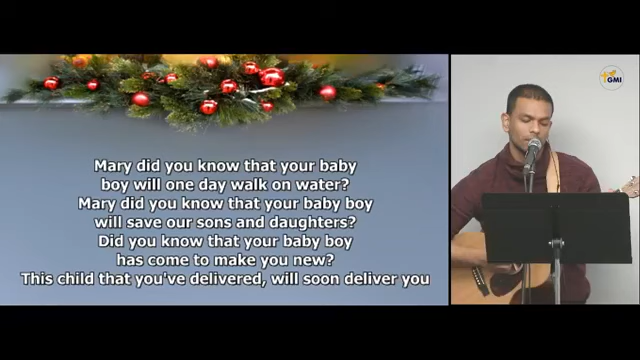 Mary did you know that your baby
boy will one day walk on water?
Mary did you know that your baby boy
will save our sons and daughters?
Did you know that your baby boy
has come to make you new?
This child that you've delivered, will soon deliver you
GMI